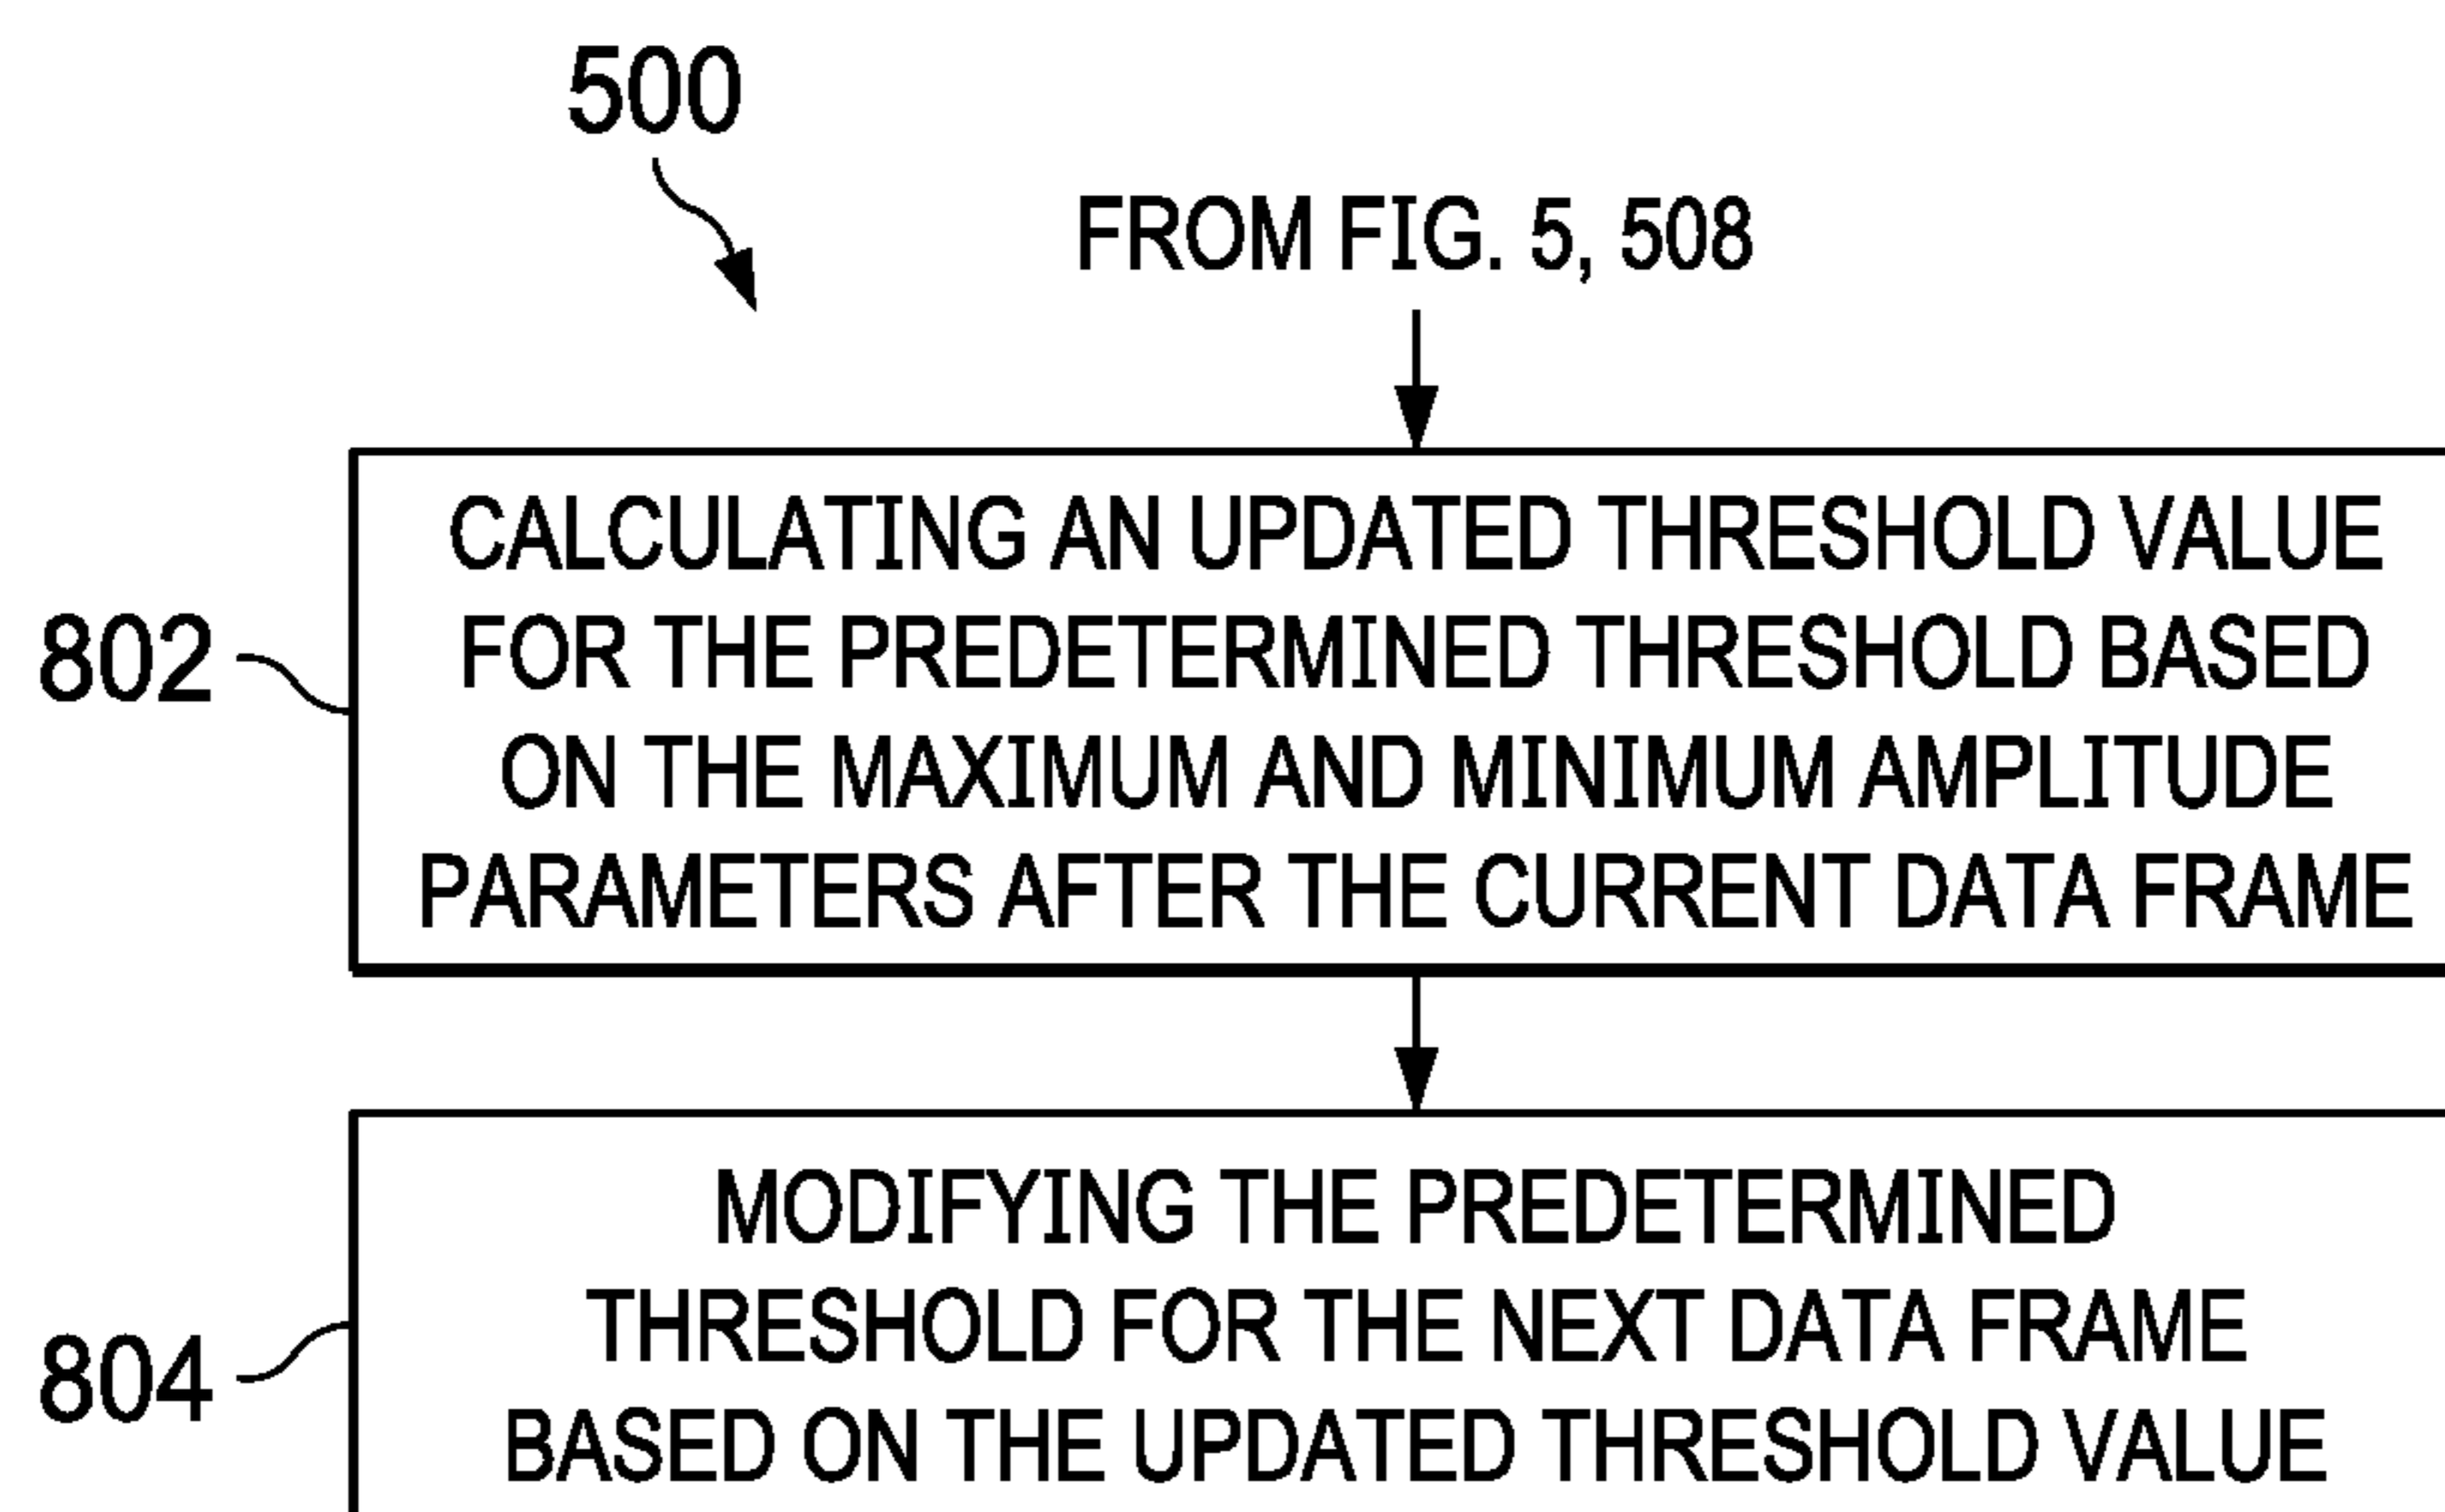 500
FROM FIG. 5, 508
CALCULATING AN UPDATED THRESHOLD VALUE
FOR THE PREDETERMINED THRESHOLD BASED
ON THE MAXIMUM AND MINIMUM AMPLITUDE
PARAMETERS AFTER THE CURRENT DATA FRAME
802
MODIFYING THE PREDETERMINED
THRESHOLD FOR THE NEXT DATA FRAME
BASED ON THE UPDATED THRESHOLD VALUE
804